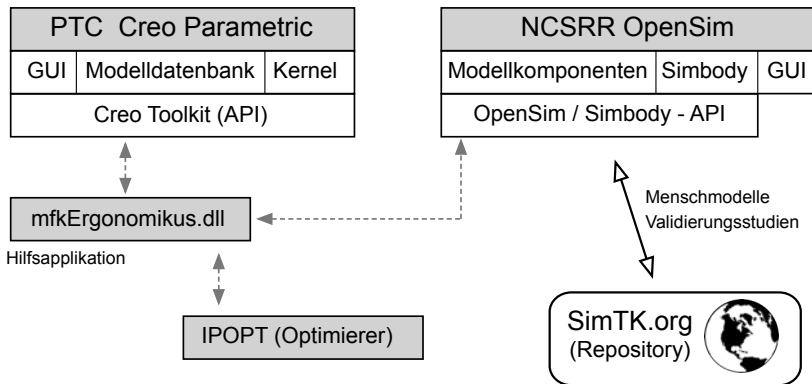 PTC Creo Parametric
GUI Modelldatenbank Kernel
Creo Toolkit (API)
NCSRR OpenSim
Modellkomponenten Simbody GUI
OpenSim / Simbody - API
mfkErgonomikus.dll
Hilfsapplikation
IPOPT (Optimierer)
Menschmodelle
Validierungsstudien
SimTK.org
(Repository)